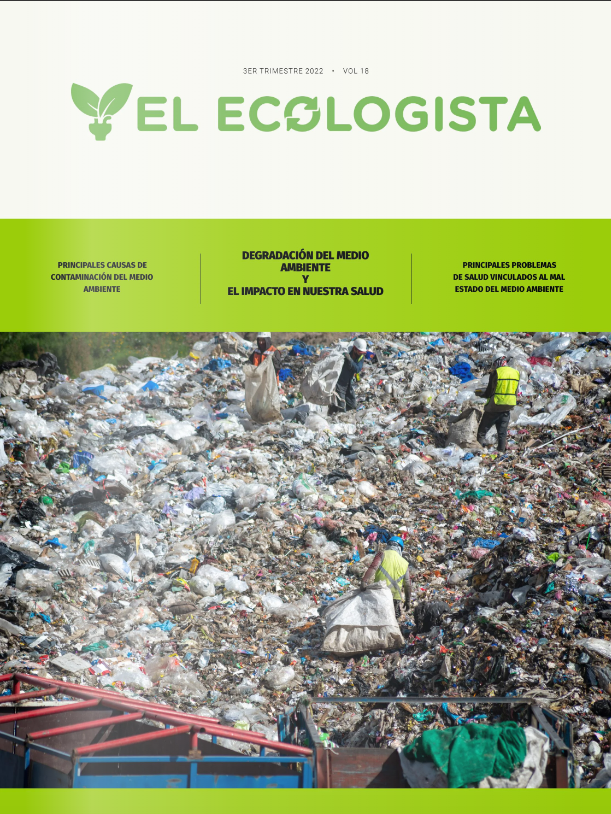 3ER TRIMESTRE 2022 • VOL 18
EL ECOLOGISTA
PRINCIPALES CAUSAS DE
CONTAMINACIÓN DEL MEDIO
AMBIENTE
DEGRADACIÓN DEL MEDIO
AMBIENTE
Y
EL IMPACTO EN NUESTRA SALUD
PRINCIPALES PROBLEMAS
DE SALUD VINCULADOS AL MAL
ESTADO DEL MEDIO AMBIENTE